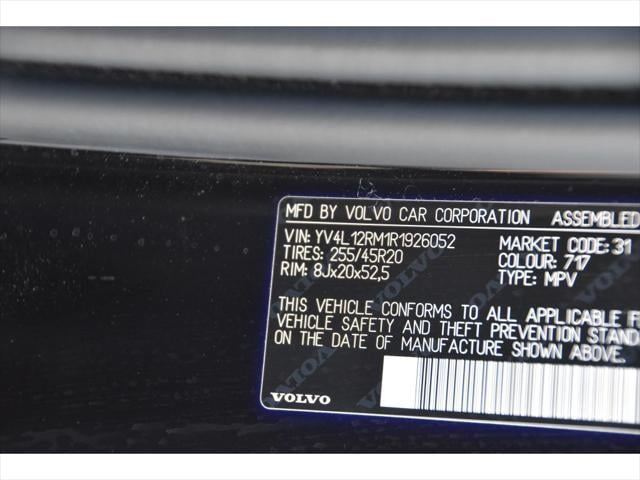 MFD BY VOLVO CAR CORPORATION ASSEMBLED
VIN: YV4L12RM1R1926052 MARKET CODE: 31
TIRES: 255/45R20 COLOUR: 717
RIM: 8Jx20x52,5 TYPE: MPV
THIS VEHICLE CONFORMS TO ALL APPLICABLE
VEHICLE SAFETY AND THEFT PREVENTION STAND
ON THE DATE OF MANUFACTURE SHOWN ABOVE.
VOLVO